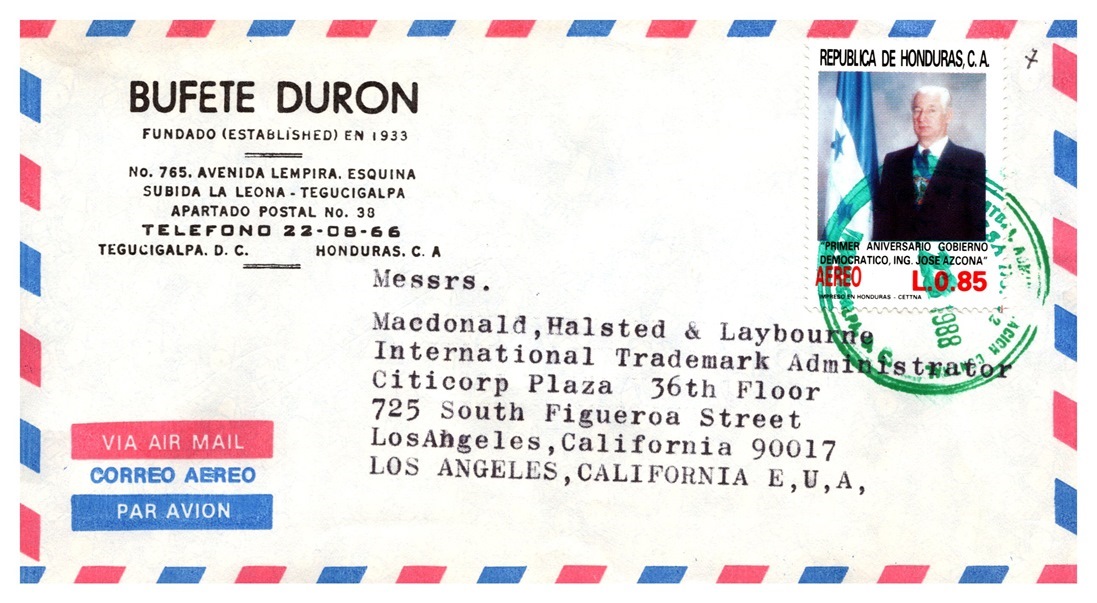 BUFETE DURON
FUNDADO (ESTABLISHED) EN 1933
No. 765. AVENIDA LEMPIRA. ESQUINA
SUBIDA LA LEONA - TEGUCIGALPA
APARTADO POSTAL No. 38
TELEFONO 22-08-66
TEGUCIGALPA. D. C. HONDURAS. C. A
REPUBLICA DE HONDURAS, C. A.
7
"PRIMER ANIVERSARIO GOBIERNO
DEMOCRATICO, ING. JOSE AZCONA"
AEREO L.0.85
IMPRESO EN HONDURAS - CETTNA
1988
Messrs.
Macdonald,Halsted & Laybourne
International Trademark Administrator
Citicorp Plaza 36th Floor
725 South Figueroa Street
LosAngeles,California 90017
LOS ANGELES,CALIFORNIA E,U,A,
VIA AIR MAIL
CORREO AEREO
PAR AVION